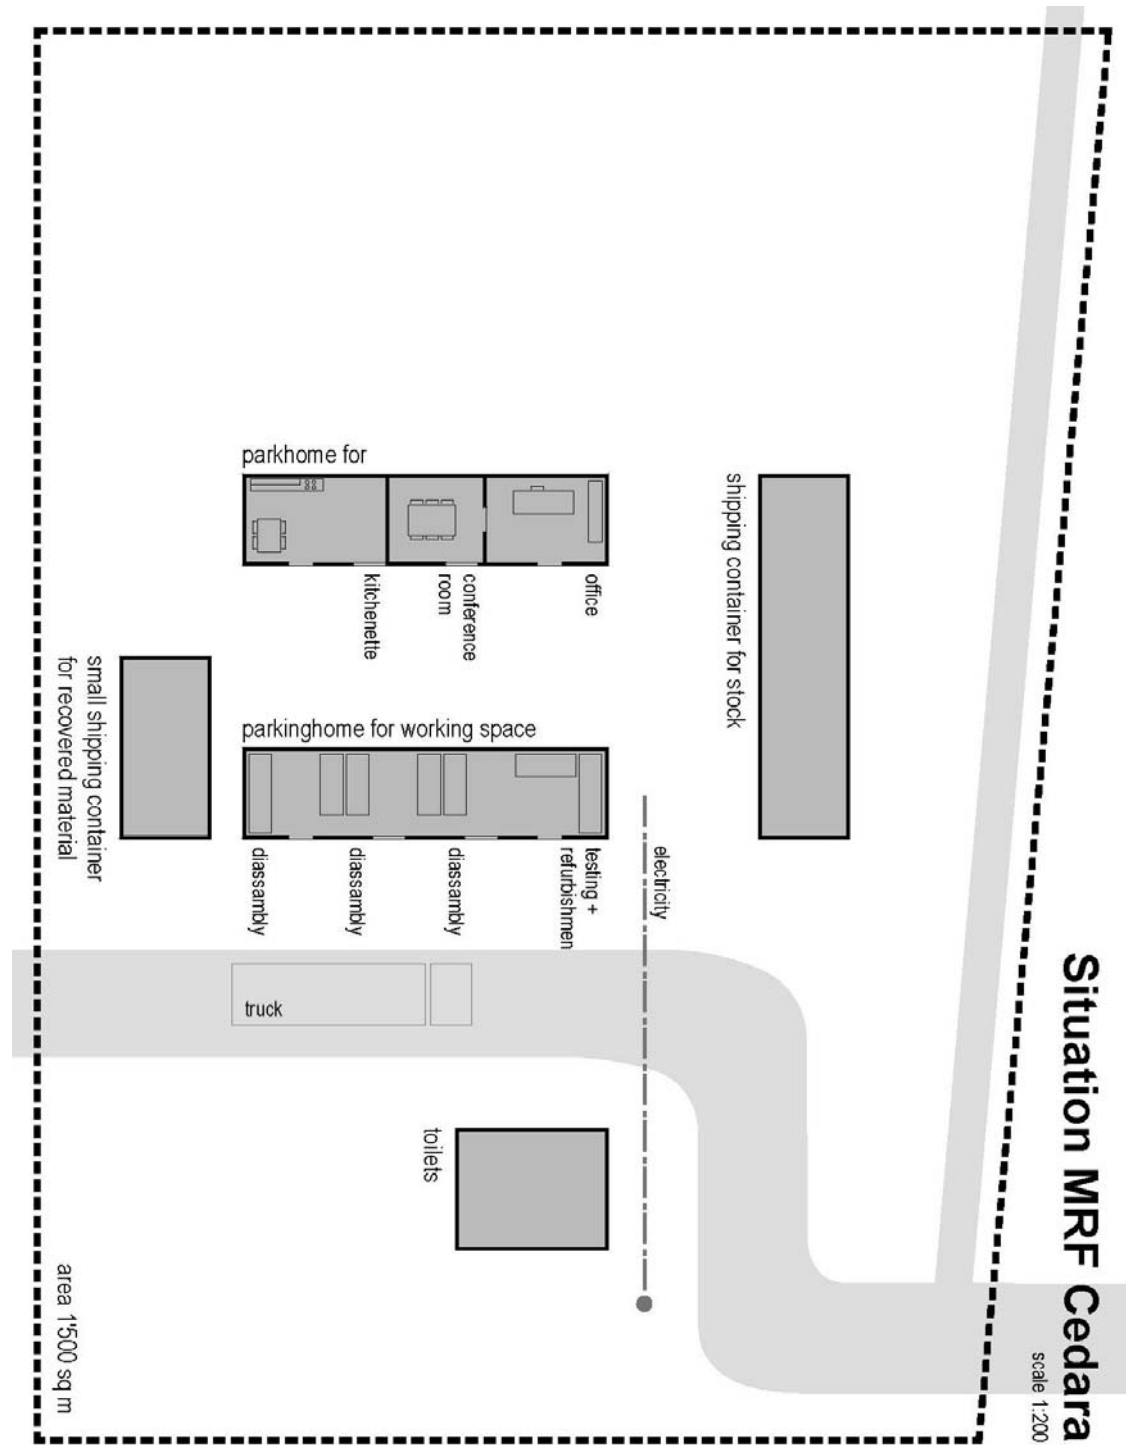 Situation MRF Cedara
scale 1:200
parkhome for
kitchenette
conference
room
office
shipping container for stock
small shipping container
for recovered material
parkinghome for working space
diassambly
diassambly
diassambly
testing +
refurbishmen
electricity
truck
toilets
area 1'500 sq m